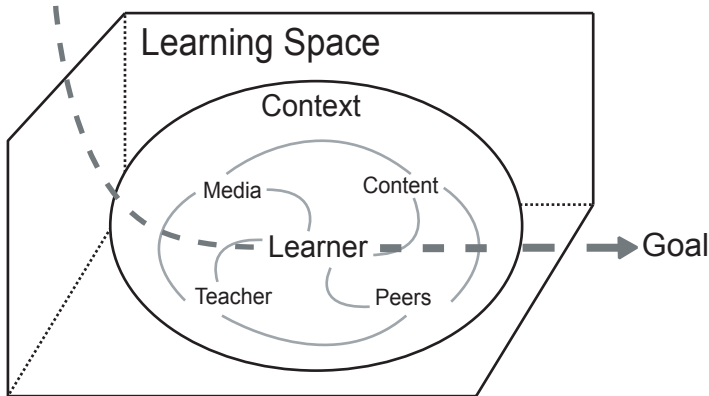 Learning Space
Context
Media
Content
Learner
Goal
Teacher
Peers